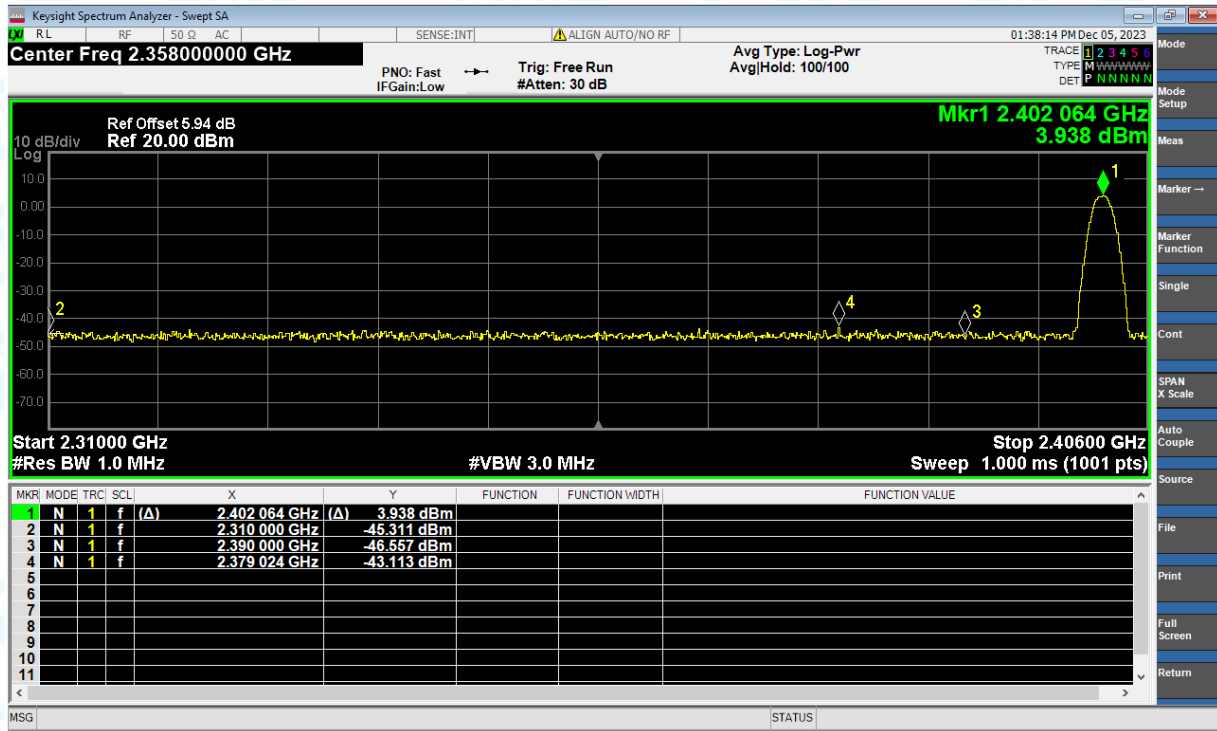 Keysight Spectrum Analyzer - Swept SA
LXI RL RF 50 Ω AC SENSE:INT ALIGN AUTO/NO RF 01:38:14 PM Dec 05, 2023
Center Freq 2.358000000 GHz
PNO: Fast
IFGain:Low
Trig: Free Run
#Atten: 30 dB
Avg Type: Log-Pwr
Avg|Hold: 100/100
TRACE 1 2 3 4 5 6
TYPE M WWWWW
DET P N N N N N
Ref Offset 5.94 dB
10 dB/div Ref 20.00 dBm
Log
Mkr1 2.402 064 GHz
3.938 dBm
10.0
0.00
-10.0
-20.0
-30.0
-40.0
-50.0
-60.0
-70.0
1
2
4
3
Start 2.31000 GHz Stop 2.40600 GHz
#Res BW 1.0 MHz #VBW 3.0 MHz Sweep 1.000 ms (1001 pts)
MKR MODE TRC SCL X Y FUNCTION FUNCTION WIDTH FUNCTION VALUE
1 N 1 f (Δ) 2.402 064 GHz (Δ) 3.938 dBm
2 N 1 f 2.310 000 GHz -45.311 dBm
3 N 1 f 2.390 000 GHz -46.557 dBm
4 N 1 f 2.379 024 GHz -43.113 dBm
5
6
7
8
9
10
11
MSG STATUS
Mode
Mode
Setup
Meas
Marker →
Marker
Function
Single
Cont
SPAN
X Scale
Auto
Couple
Source
File
Print
Full
Screen
Return